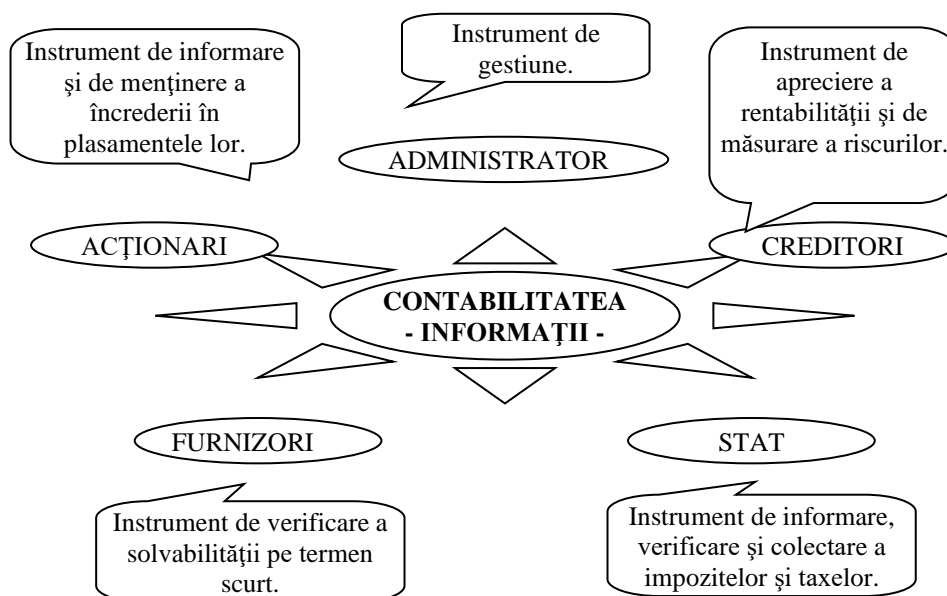 Instrument de informare
şi de menţinere a
încrederii în
plasamentele lor.
Instrument de
gestiune.
Instrument de
apreciere a
rentabilităţii şi de
măsurare a riscurilor.
ADMINISTRATOR
ACŢIONARI
CREDITORI
CONTABILITATEA
- INFORMAŢII -
FURNIZORI
STAT
Instrument de verificare a
solvabilităţii pe termen
scurt.
Instrument de informare,
verificare şi colectare a
impozitelor şi taxelor.